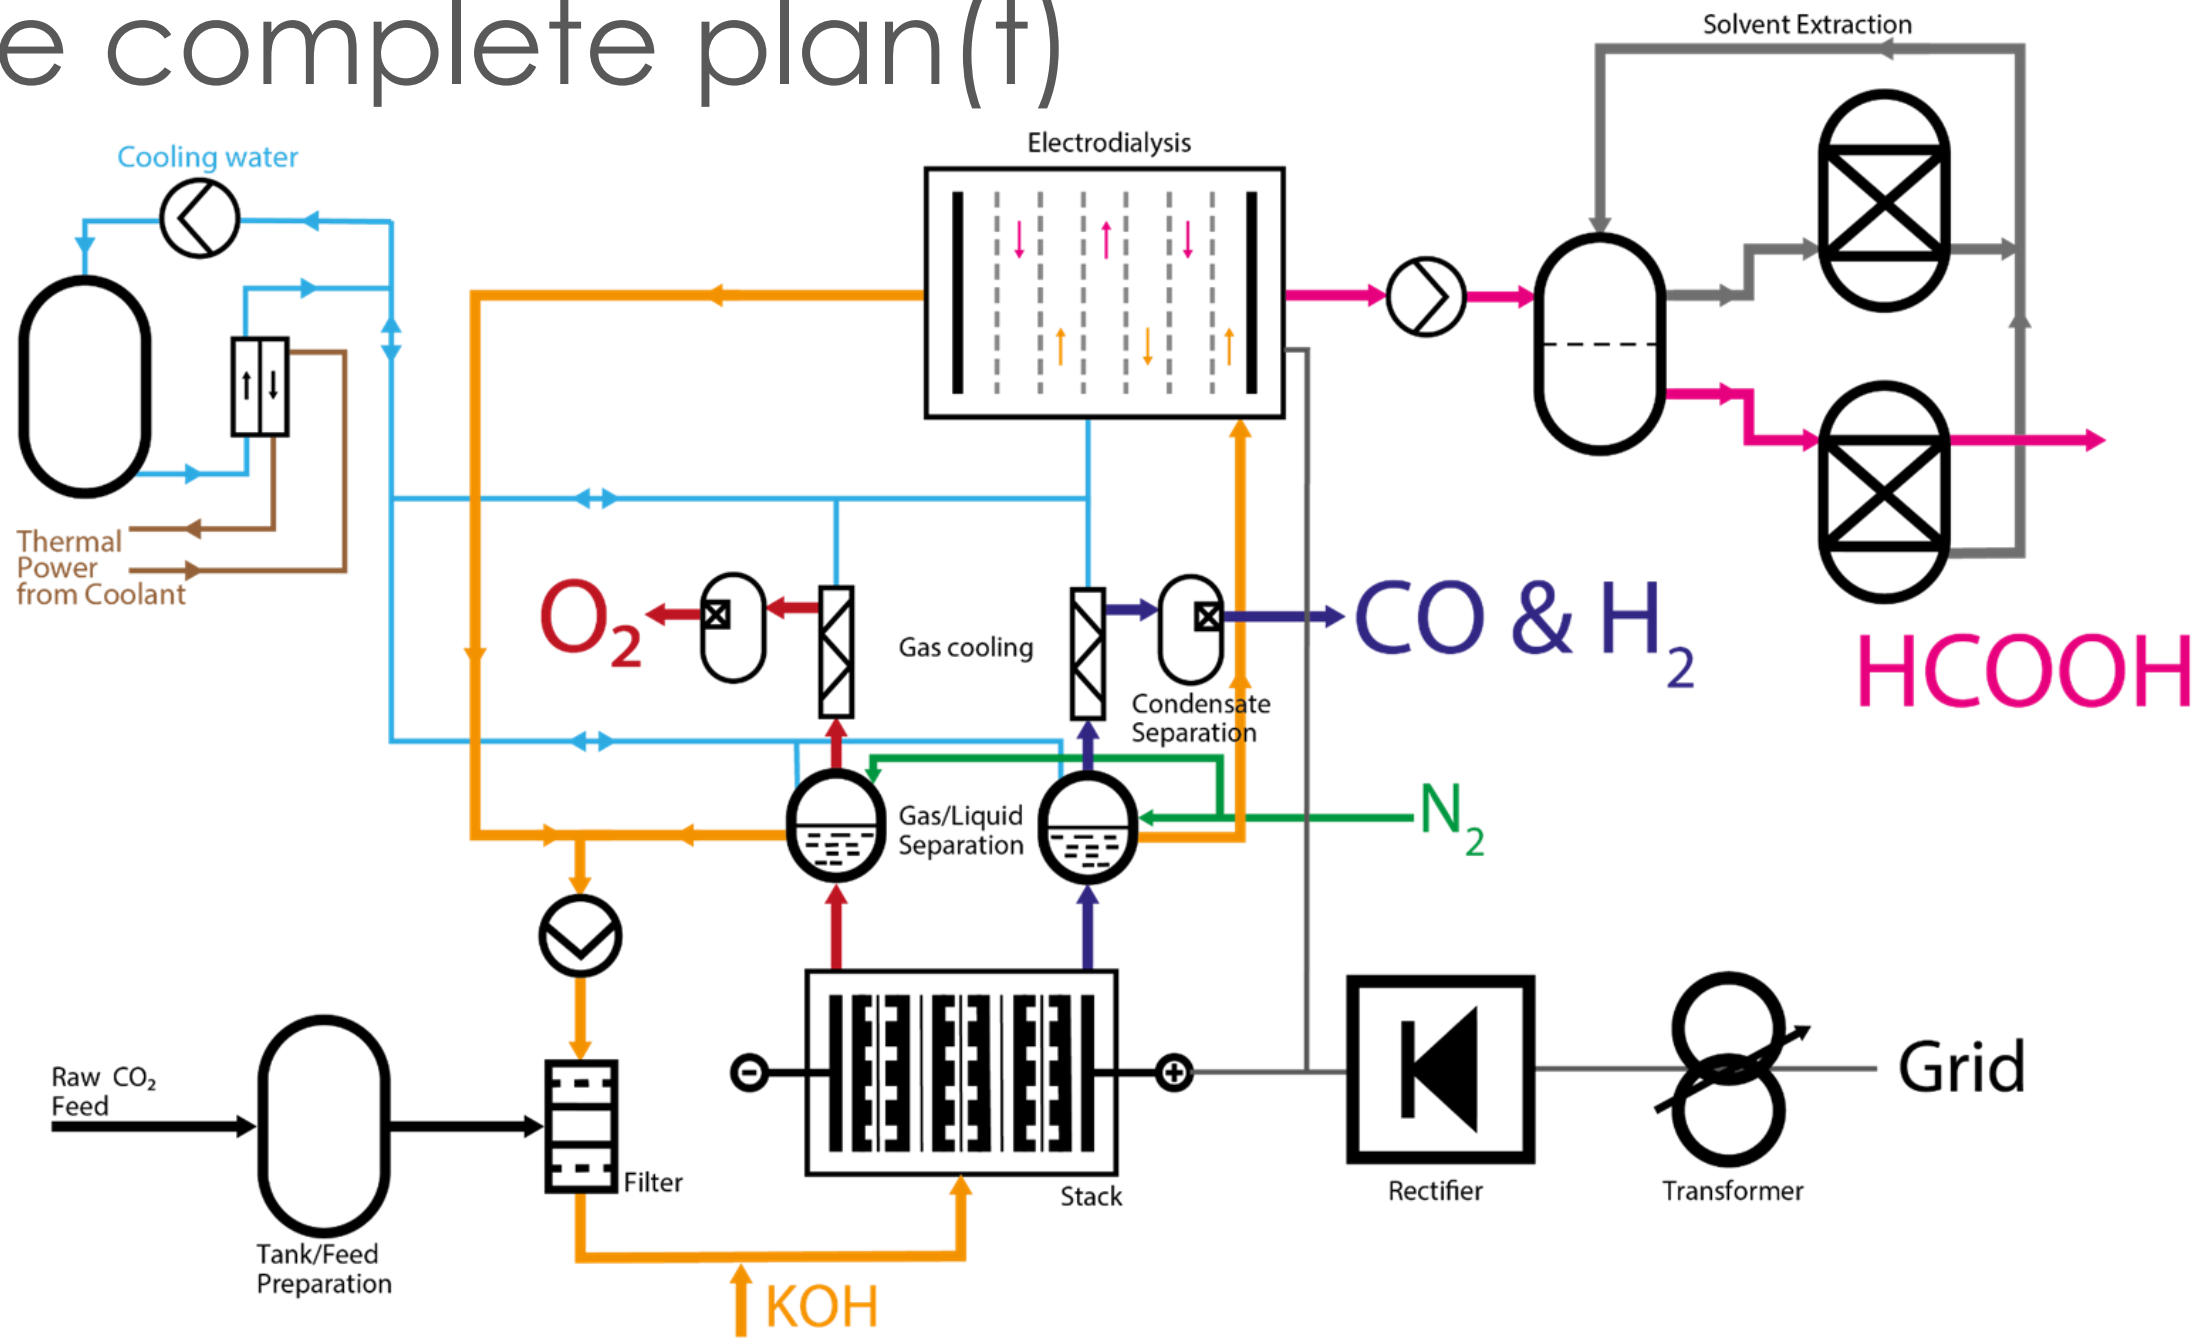 e complete plan(t)
Solvent Extraction
Electrodialysis
Cooling water
Thermal
Power
from Coolant
O₂
Gas cooling
CO & H₂
Condensate
Separation
HCOOH
Gas/Liquid
Separation
N₂
Raw CO₂
Feed
Filter
Stack
Rectifier
Transformer
Grid
Tank/Feed
Preparation
KOH